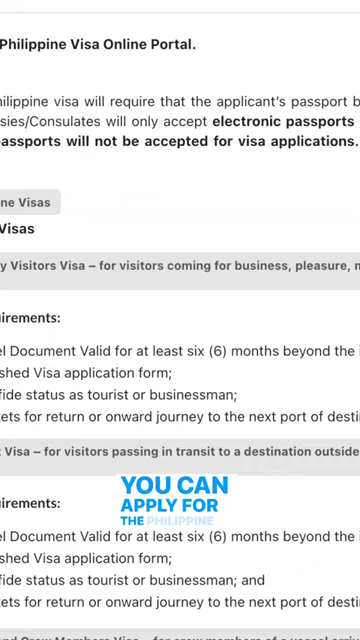 Philippine Visa Online Portal.
hilippine visa will require that the applicant's passport b
sies/Consulates will only accept electronic passports
passports will not be accepted for visa applications.
ne Visas
Visas
y Visitors Visa – for visitors coming for business, pleasure,
uirements:
el Document Valid for at least six (6) months beyond the
shed Visa application form;
fide status as tourist or businessman;
kets for return or onward journey to the next port of desti
t Visa – for visitors passing in transit to a destination outside
YOU CAN
APPLY FOR
THE PHILIPPINE
uirements:
el Document Valid for at least six (6) months beyond the
shed Visa application form;
fide status as tourist or businessman; and
kets for return or onward journey to the next port of desti